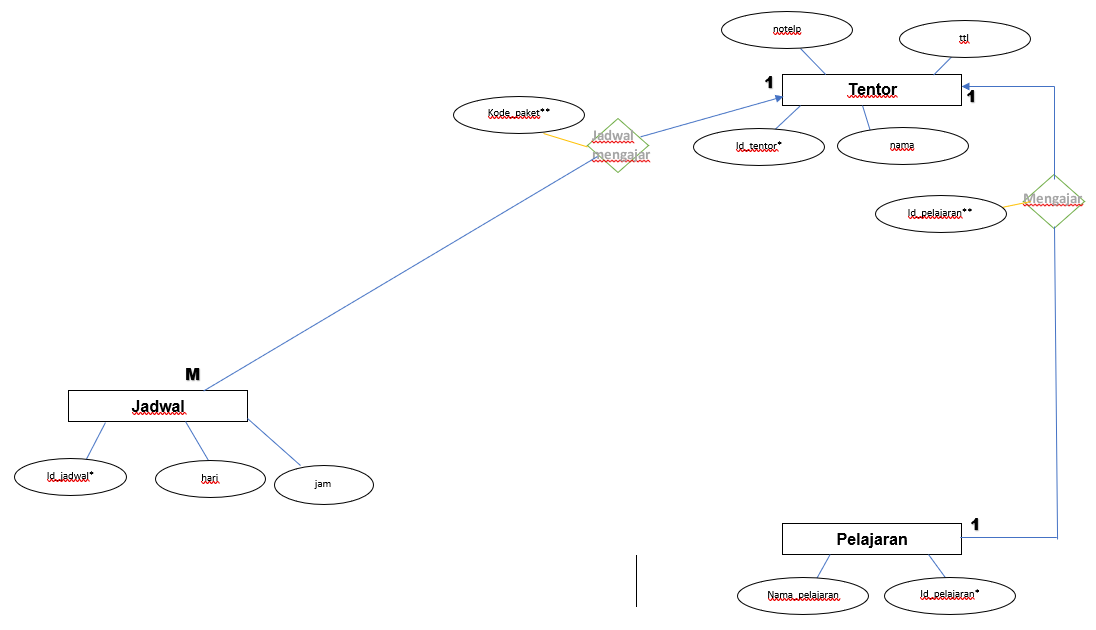 notelp
ttl
1
Tentor
1
Kode_paket**
Jadwal
mengajar
Id_tentor*
nama
Mengajar
Id_pelajaran**
M
Jadwal
Id_jadwal*
hari
jam
1
Pelajaran
Nama_pelajaran
Id_pelajaran*